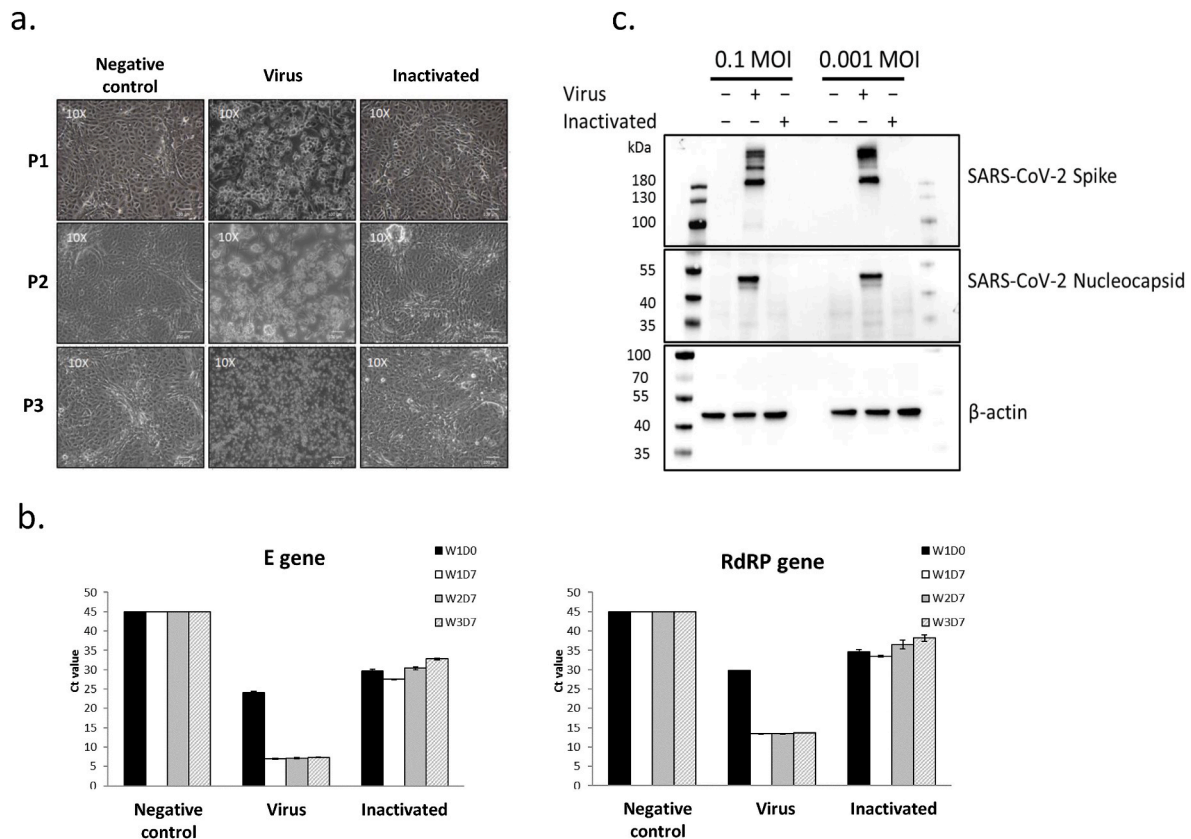 a.
Negative
control
Virus
Inactivated
P1
10X
10X
10X
P2
10X
10X
10X
P3
10X
10X
10X
c.
0.1 MOI
0.001 MOI
Virus
− + − − + −
Inactivated
− − + − − +
kDa
180
130
100
SARS-CoV-2 Spike
55
40
35
SARS-CoV-2 Nucleocapsid
100
70
55
40
35
β-actin
b.
E gene
W1D0
W1D7
W2D7
W3D7
Ct value
50
45
40
35
30
25
20
15
10
5
0
Negative
control
Virus
Inactivated
RdRP gene
W1D0
W1D7
W2D7
W3D7
Ct value
50
45
40
35
30
25
20
15
10
5
0
Negative
control
Virus
Inactivated